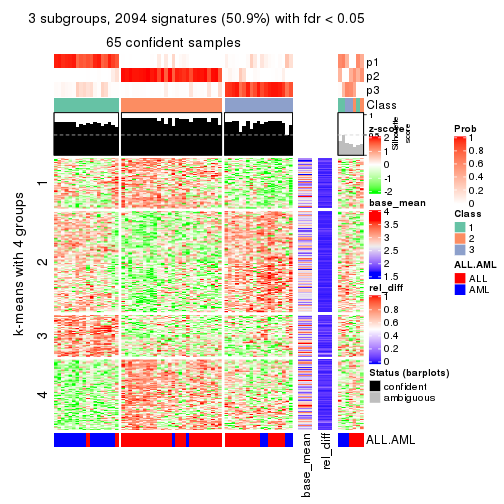 3 subgroups, 2094 signatures (50.9%) with fdr < 0.05
65 confident samples
p1
p2
p3
Class
1
Silhouette
score
k-means with 4 groups
1
2
3
4
ALL.AML
base_mean
rel_diff
z-score
2
1
0
-1
-2
base_mean
4
3.5
3
2.5
2
1.5
rel_diff
1
0.8
0.6
0.4
0.2
0
Status (barplots)
confident
ambiguous
Prob
1
0.8
0.6
0.4
0.2
0
Class
1
2
3
ALL.AML
ALL
AML